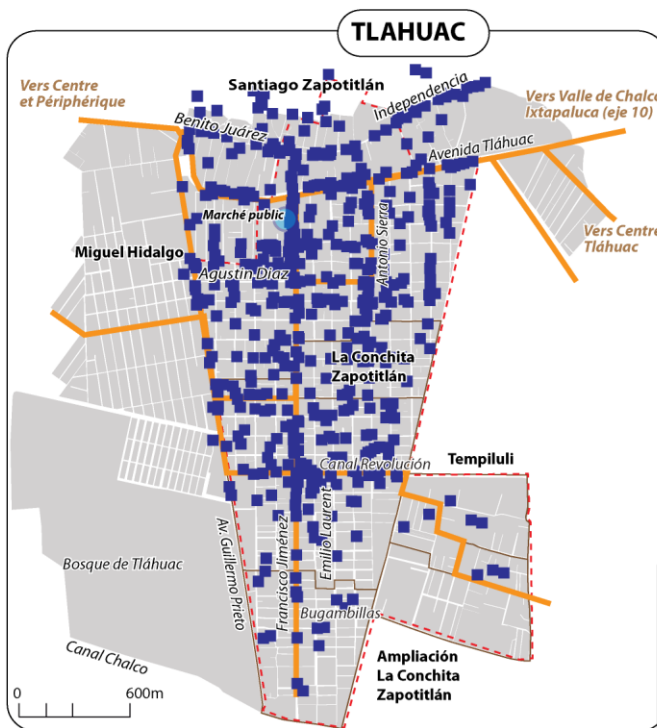 TLAHUAC
Vers Centre
et Périphérique
Santiago Zapotitlán
Independencia
Vers Valle de Chalco
Ixtapaluca (eje 10)
Benito Juárez
Avenida Tláhuac
Marché public
Vers Centre
Tláhuac
Miguel Hidalgo
Agustin Diaz
Antonio Sierra
La Conchita
Zapotitlán
Canal Revolución
Tempiluli
Bosque de Tláhuac
Av. Guillermo Prieto
Francisco Jiménez
Emilio Laurent
Bugambillas
Canal Chalco
Ampliación
La Conchita
Zapotitlán
0 600m